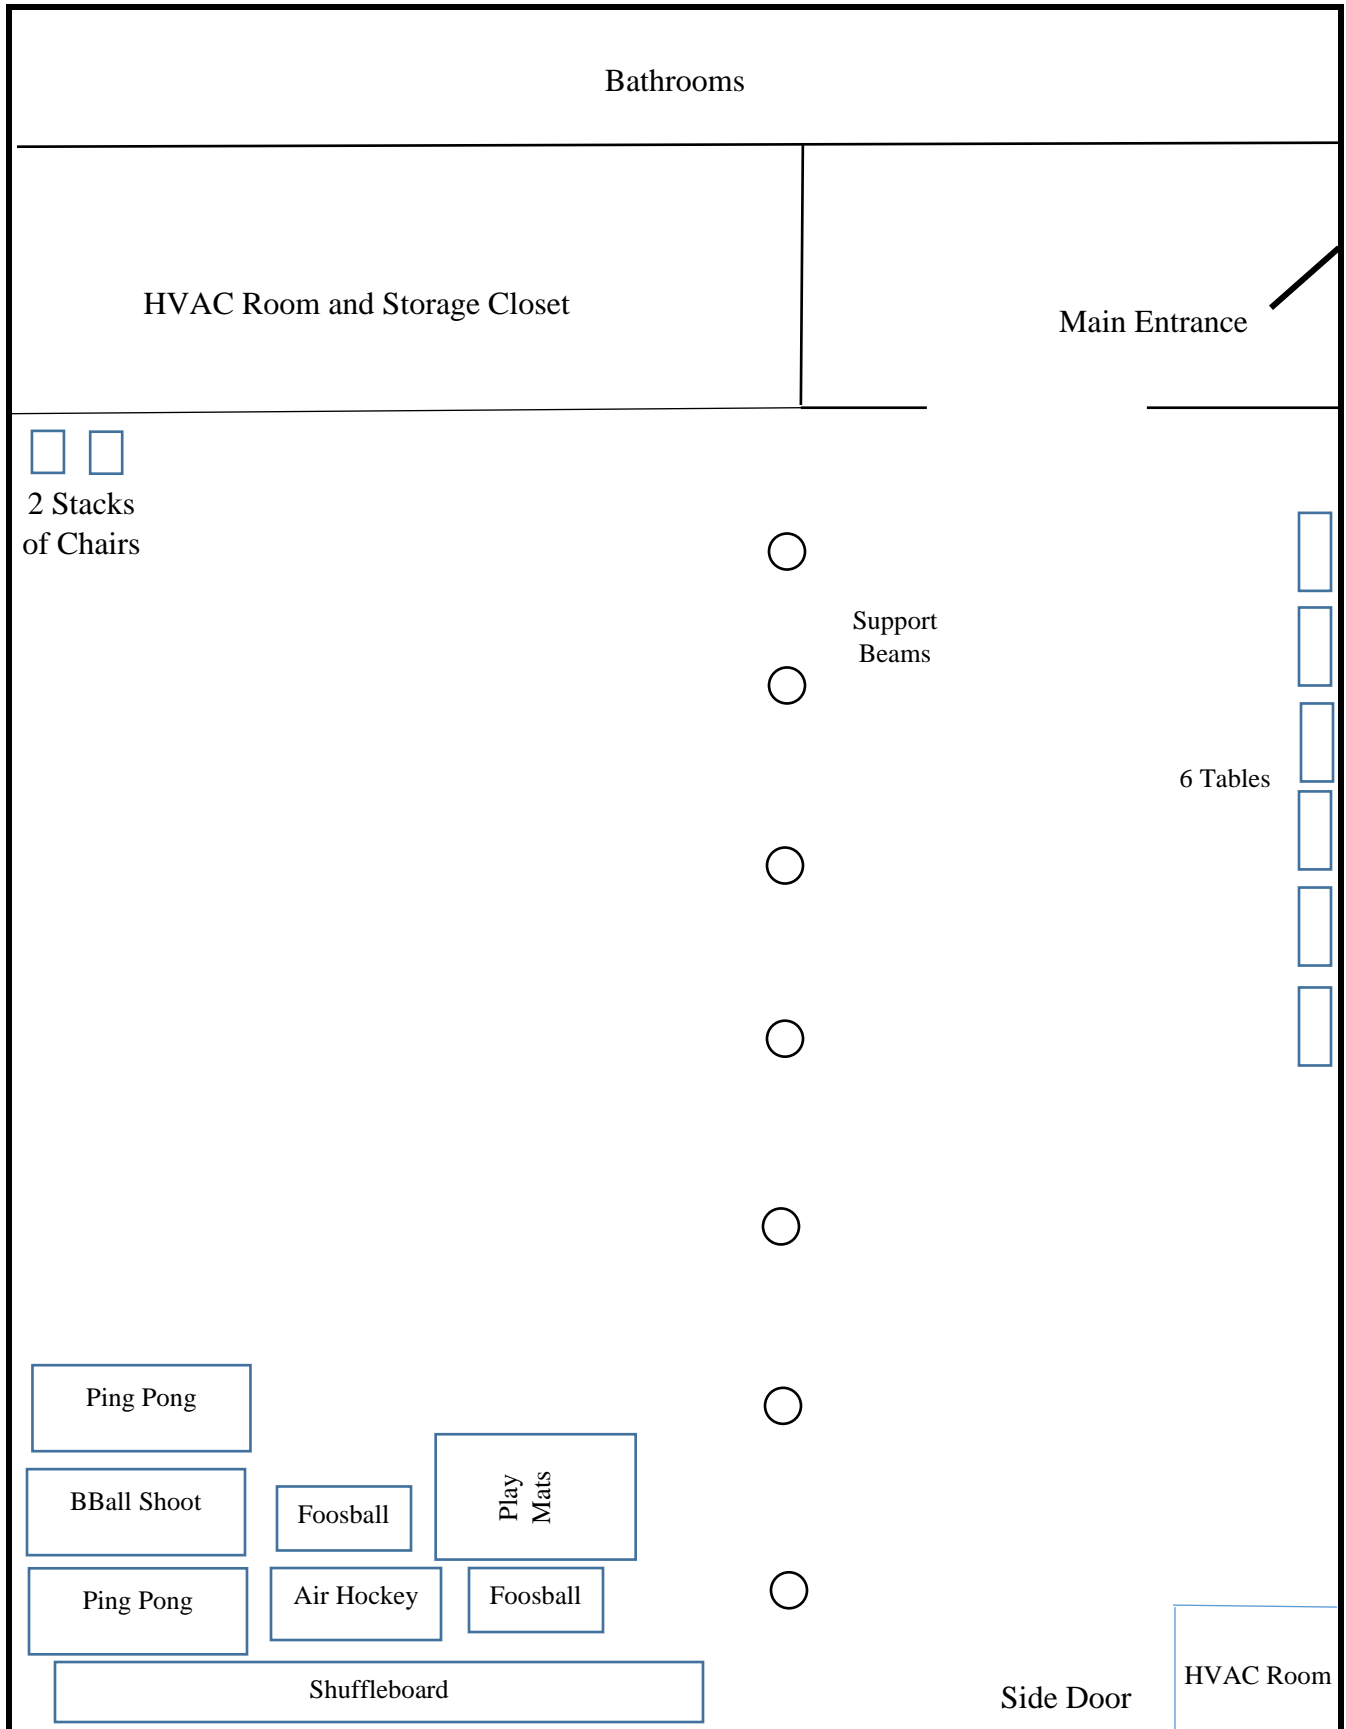 Bathrooms
HVAC Room and Storage Closet
Main Entrance
2 Stacks
of Chairs
Support
Beams
6 Tables
Ping Pong
BBall Shoot
Foosball
Play
Mats
Ping Pong
Air Hockey
Foosball
Shuffleboard
Side Door
HVAC Room